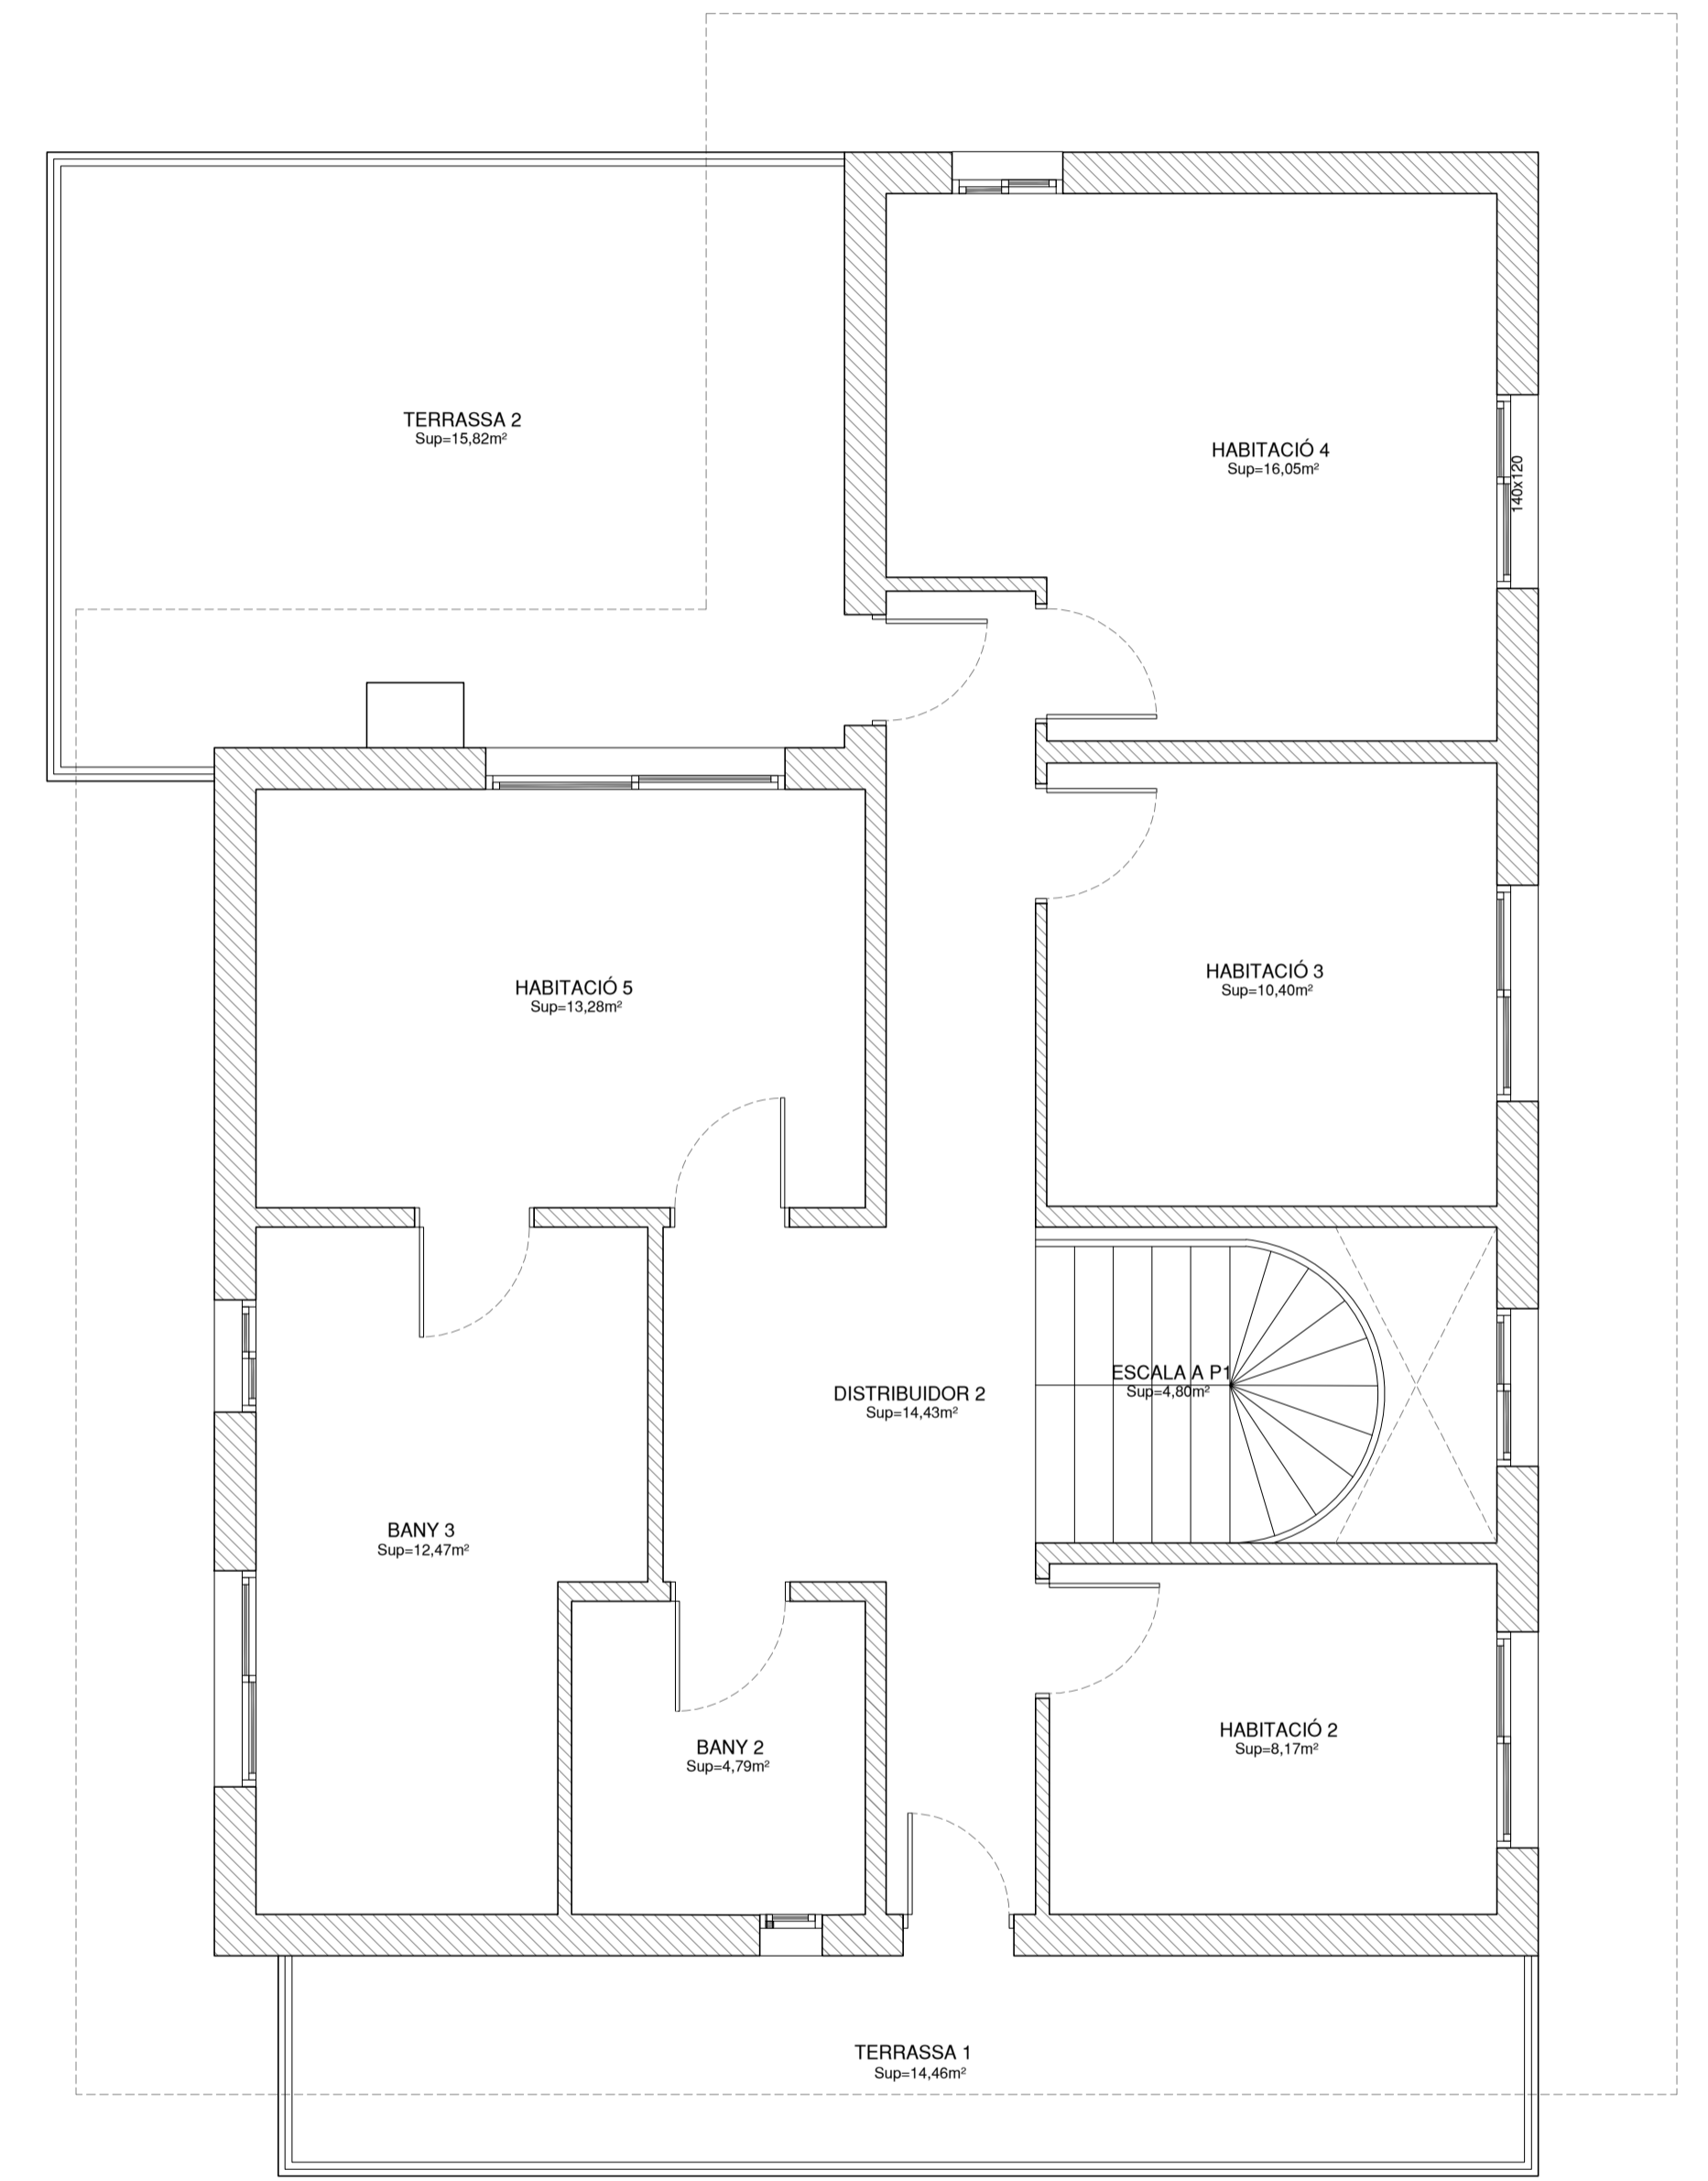 TERRASSA 2
Sup=15,82m²
HABITACIÓ 4
Sup=16,05m²
140x120
HABITACIÓ 3
Sup=10,40m²
HABITACIÓ 5
Sup=13,28m²
ESCALA A P1
Sup=4,80m²
DISTRIBUIDOR 2
Sup=14,43m²
BANY 3
Sup=12,47m²
HABITACIÓ 2
Sup=8,17m²
BANY 2
Sup=4,79m²
TERRASSA 1
Sup=14,46m²